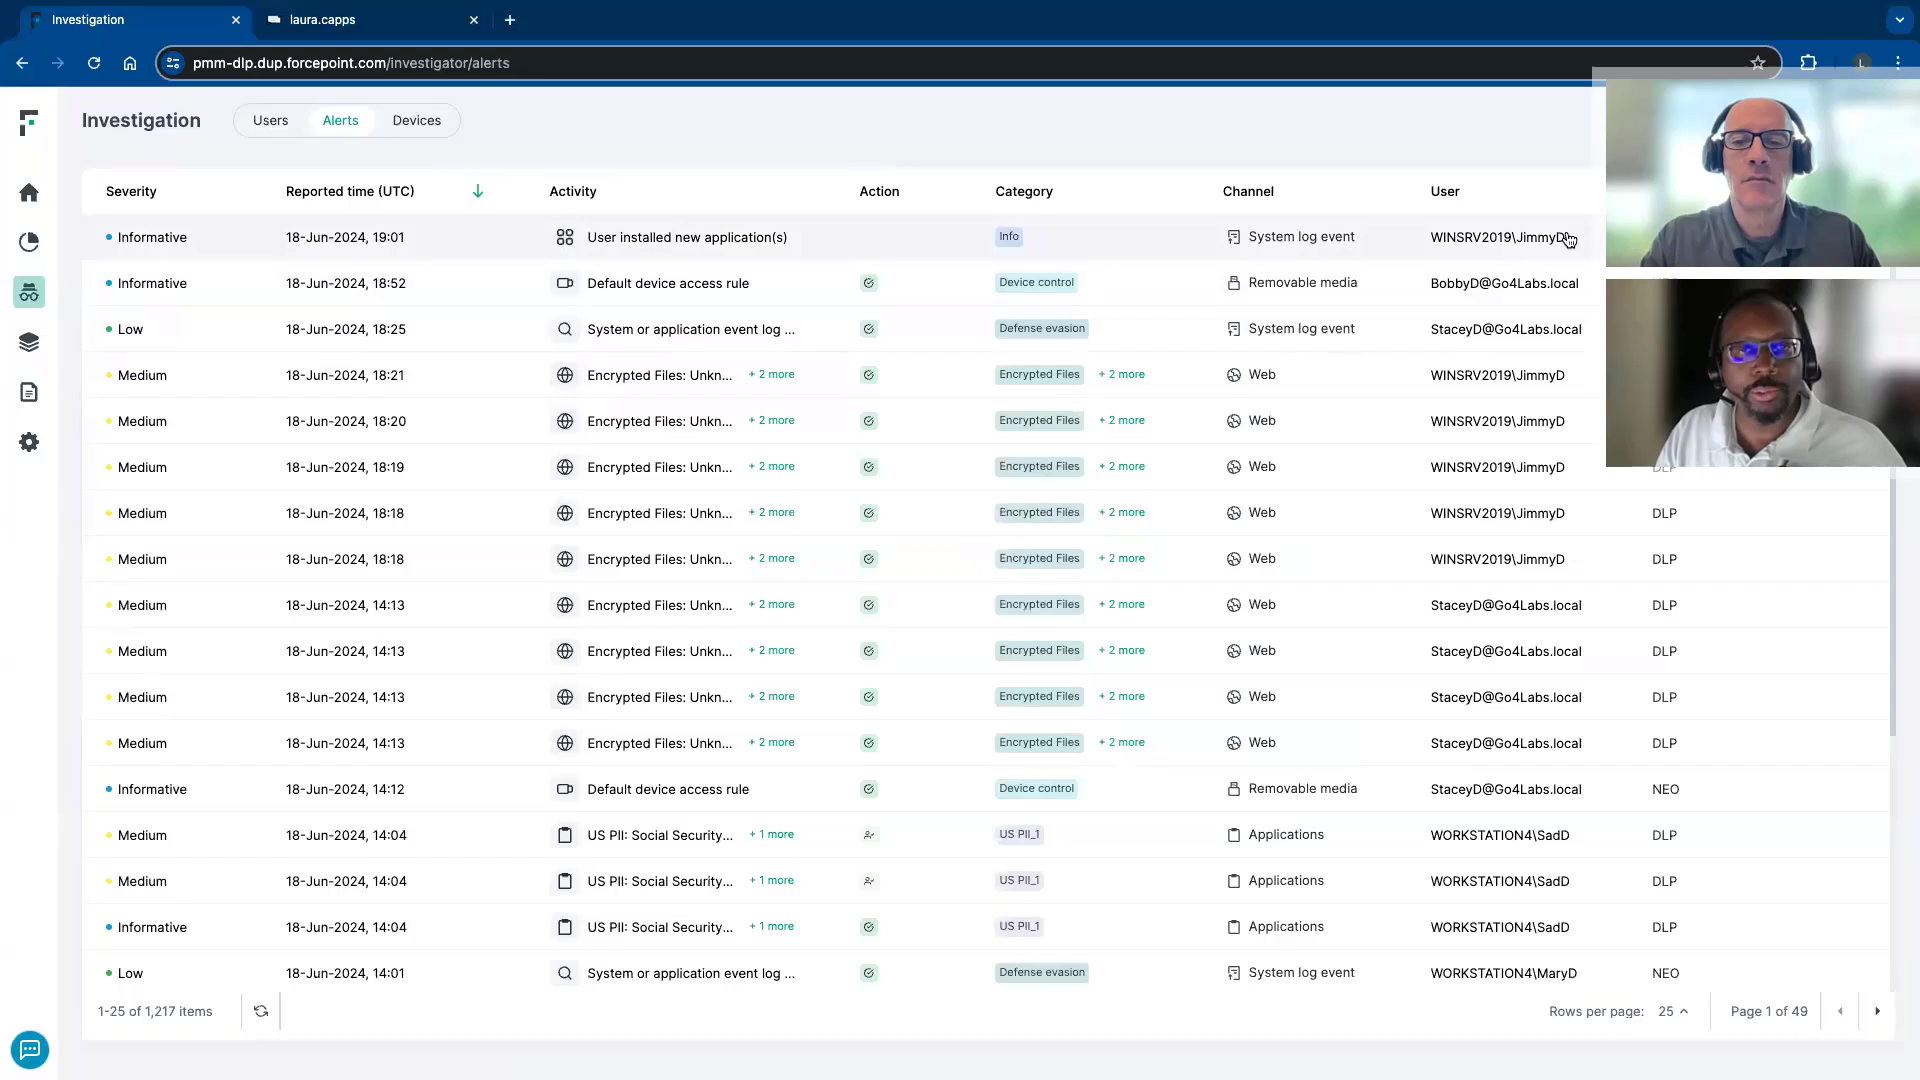 Investigation
laura.capps
pmm-dlp.dup.forcepoint.com/investigator/alerts
L
Investigation Users Alerts Devices
Severity Reported time (UTC) Activity Action Category Channel User
Informative 18-Jun-2024, 19:01 User installed new application(s) Info System log event WINSRV2019\JimmyD
Informative 18-Jun-2024, 18:52 Default device access rule Device control Removable media BobbyD@Go4Labs.local
Low 18-Jun-2024, 18:25 System or application event log ... Defense evasion System log event StaceyD@Go4Labs.local
Medium 18-Jun-2024, 18:21 Encrypted Files: Unkn... + 2 more Encrypted Files + 2 more Web WINSRV2019\JimmyD
Medium 18-Jun-2024, 18:20 Encrypted Files: Unkn... + 2 more Encrypted Files + 2 more Web WINSRV2019\JimmyD
Medium 18-Jun-2024, 18:19 Encrypted Files: Unkn... + 2 more Encrypted Files + 2 more Web WINSRV2019\JimmyD DLP
Medium 18-Jun-2024, 18:18 Encrypted Files: Unkn... + 2 more Encrypted Files + 2 more Web WINSRV2019\JimmyD DLP
Medium 18-Jun-2024, 18:18 Encrypted Files: Unkn... + 2 more Encrypted Files + 2 more Web WINSRV2019\JimmyD DLP
Medium 18-Jun-2024, 14:13 Encrypted Files: Unkn... + 2 more Encrypted Files + 2 more Web StaceyD@Go4Labs.local DLP
Medium 18-Jun-2024, 14:13 Encrypted Files: Unkn... + 2 more Encrypted Files + 2 more Web StaceyD@Go4Labs.local DLP
Medium 18-Jun-2024, 14:13 Encrypted Files: Unkn... + 2 more Encrypted Files + 2 more Web StaceyD@Go4Labs.local DLP
Medium 18-Jun-2024, 14:13 Encrypted Files: Unkn... + 2 more Encrypted Files + 2 more Web StaceyD@Go4Labs.local DLP
Informative 18-Jun-2024, 14:12 Default device access rule Device control Removable media StaceyD@Go4Labs.local NEO
Medium 18-Jun-2024, 14:04 US PII: Social Security... + 1 more US PII_1 Applications WORKSTATION4\SadD DLP
Medium 18-Jun-2024, 14:04 US PII: Social Security... + 1 more US PII_1 Applications WORKSTATION4\SadD DLP
Informative 18-Jun-2024, 14:04 US PII: Social Security... + 1 more US PII_1 Applications WORKSTATION4\SadD DLP
Low 18-Jun-2024, 14:01 System or application event log ... Defense evasion System log event WORKSTATION4\MaryD NEO
1-25 of 1,217 items Rows per page: 25 Page 1 of 49